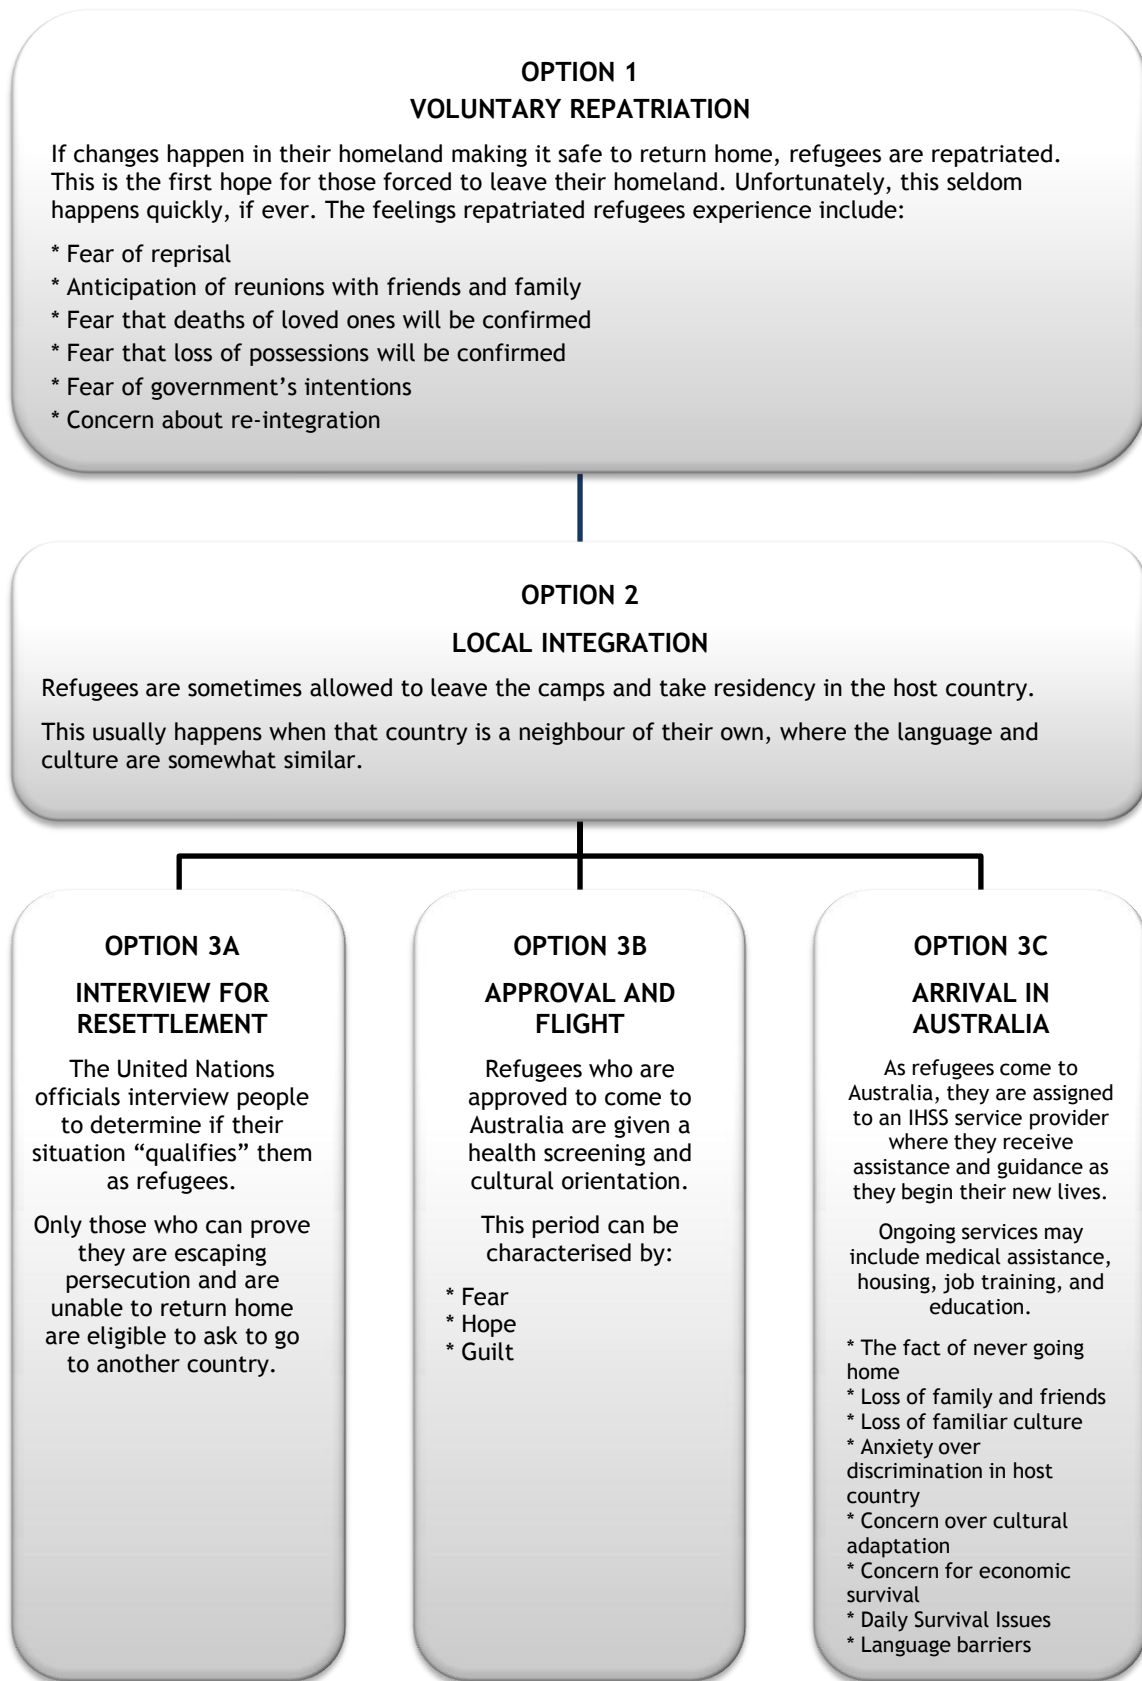 OPTION 1
VOLUNTARY REPATRIATION
If changes happen in their homeland making it safe to return home, refugees are repatriated.
This is the first hope for those forced to leave their homeland. Unfortunately, this seldom
happens quickly, if ever. The feelings repatriated refugees experience include:
* Fear of reprisal
* Anticipation of reunions with friends and family
* Fear that deaths of loved ones will be confirmed
* Fear that loss of possessions will be confirmed
* Fear of government’s intentions
* Concern about re-integration
OPTION 2
LOCAL INTEGRATION
Refugees are sometimes allowed to leave the camps and take residency in the host country.
This usually happens when that country is a neighbour of their own, where the language and
culture are somewhat similar.
OPTION 3A
INTERVIEW FOR
RESETTLEMENT
The United Nations
officials interview people
to determine if their
situation “qualifies” them
as refugees.
Only those who can prove
they are escaping
persecution and are
unable to return home
are eligible to ask to go
to another country.
OPTION 3B
APPROVAL AND
FLIGHT
Refugees who are
approved to come to
Australia are given a
health screening and
cultural orientation.
This period can be
characterised by:
* Fear
* Hope
* Guilt
OPTION 3C
ARRIVAL IN
AUSTRALIA
As refugees come to
Australia, they are assigned
to an IHSS service provider
where they receive
assistance and guidance as
they begin their new lives.
Ongoing services may
include medical assistance,
housing, job training, and
education.
* The fact of never going
home
* Loss of family and friends
* Loss of familiar culture
* Anxiety over
discrimination in host
country
* Concern over cultural
adaptation
* Concern for economic
survival
* Daily Survival Issues
* Language barriers